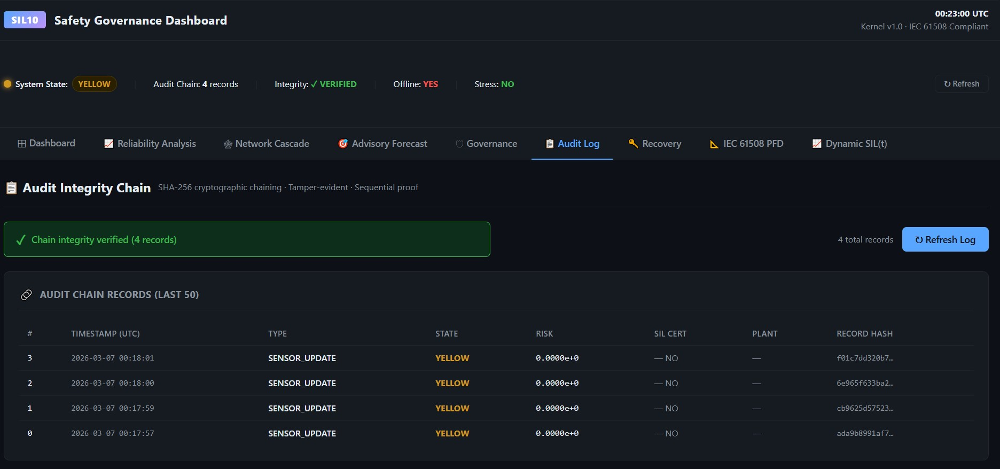 SIL10 Safety Governance Dashboard
00:23:00 UTC
Kernel v1.0 · IEC 61508 Compliant
System State: YELLOW
Audit Chain: 4 records
Integrity: ✓ VERIFIED
Offline: YES
Stress: NO
↻ Refresh
Dashboard
Reliability Analysis
Network Cascade
Advisory Forecast
Governance
Audit Log
Recovery
IEC 61508 PFD
Dynamic SIL(t)
Audit Integrity Chain SHA-256 cryptographic chaining · Tamper-evident · Sequential proof
✓ Chain integrity verified (4 records)
4 total records
↻ Refresh Log
AUDIT CHAIN RECORDS (LAST 50)
# TIMESTAMP (UTC) TYPE STATE RISK SIL CERT PLANT RECORD HASH
3 2026-03-07 00:18:01 SENSOR_UPDATE YELLOW 0.0000e+0 — NO — f01c7dd320b7…
2 2026-03-07 00:18:00 SENSOR_UPDATE YELLOW 0.0000e+0 — NO — 6e965f633ba2…
1 2026-03-07 00:17:59 SENSOR_UPDATE YELLOW 0.0000e+0 — NO — cb9625d57523…
0 2026-03-07 00:17:57 SENSOR_UPDATE YELLOW 0.0000e+0 — NO — ada9b8991af7…